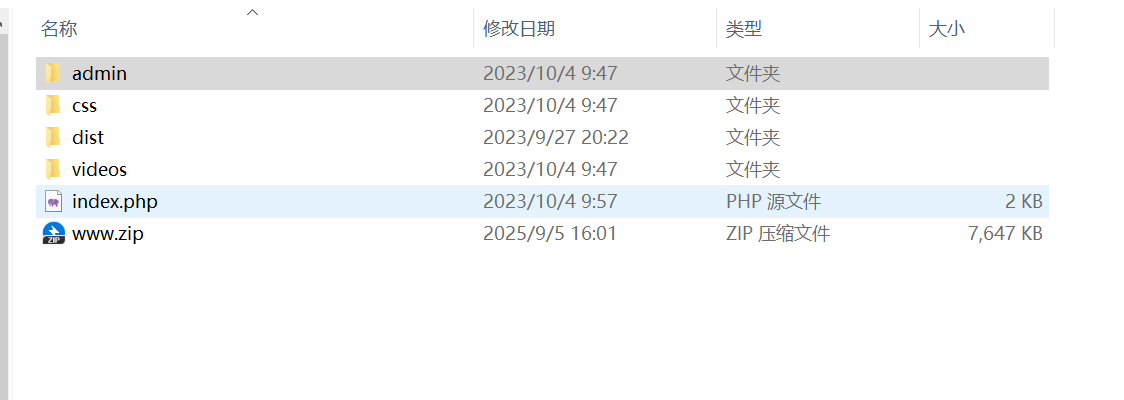 名称 修改日期 类型 大小
admin 2023/10/4 9:47 文件夹
css 2023/10/4 9:47 文件夹
dist 2023/9/27 20:22 文件夹
videos 2023/10/4 9:47 文件夹
index.php 2023/10/4 9:57 PHP 源文件 2 KB
ZIP www.zip 2025/9/5 16:01 ZIP 压缩文件 7,647 KB